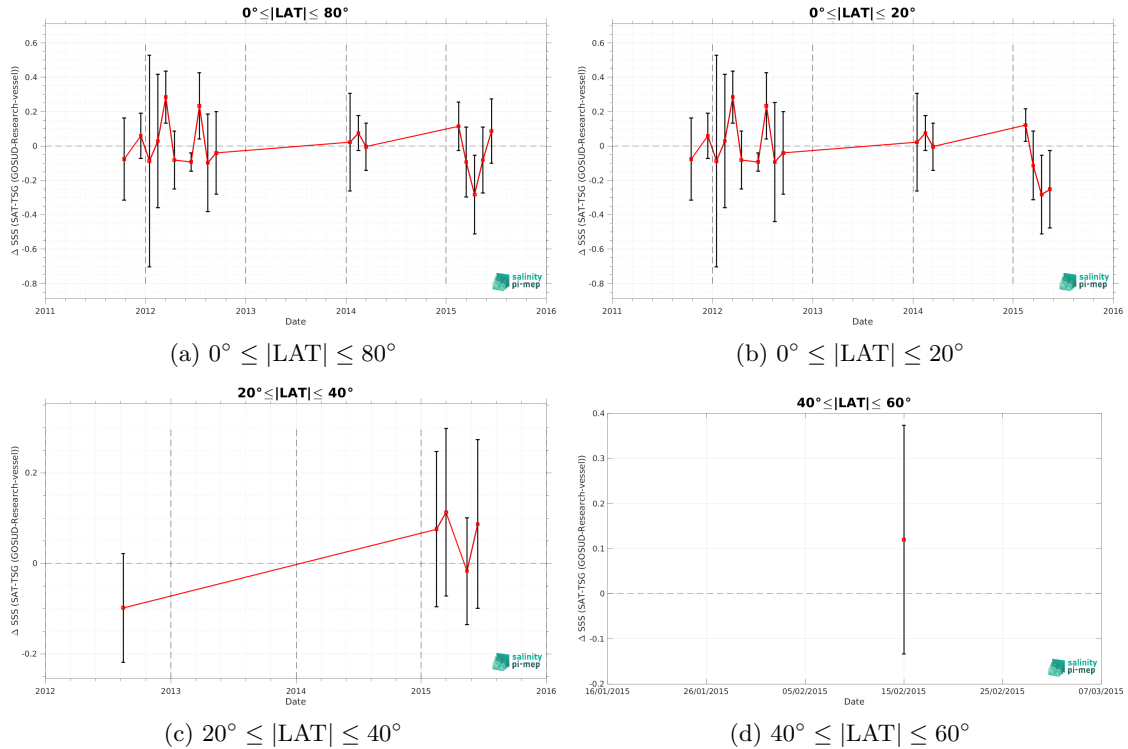 0°≤|LAT|≤ 80°
Δ SSS (SAT-TSG (GOSUD-Research-vessel))
0.6
0.4
0.2
0
-0.2
-0.4
-0.6
-0.8
2011 2012 2013 2014 2015 2016
Date
salinity
pi-mep
(a) 0° ≤ |LAT| ≤ 80°
0°≤|LAT|≤ 20°
Δ SSS (SAT-TSG (GOSUD-Research-vessel))
0.6
0.4
0.2
0
-0.2
-0.4
-0.6
-0.8
2011 2012 2013 2014 2015 2016
Date
salinity
pi-mep
(b) 0° ≤ |LAT| ≤ 20°
20°≤|LAT|≤ 40°
Δ SSS (SAT-TSG (GOSUD-Research-vessel))
0.2
0
-0.2
2012 2013 2014 2015 2016
Date
salinity
pi-mep
(c) 20° ≤ |LAT| ≤ 40°
40°≤|LAT|≤ 60°
Δ SSS (SAT-TSG (GOSUD-Research-vessel))
0.4
0.3
0.2
0.1
0
-0.1
-0.2
16/01/2015 26/01/2015 05/02/2015 15/02/2015 25/02/2015 07/03/2015
Date
salinity
pi-mep
(d) 40° ≤ |LAT| ≤ 60°